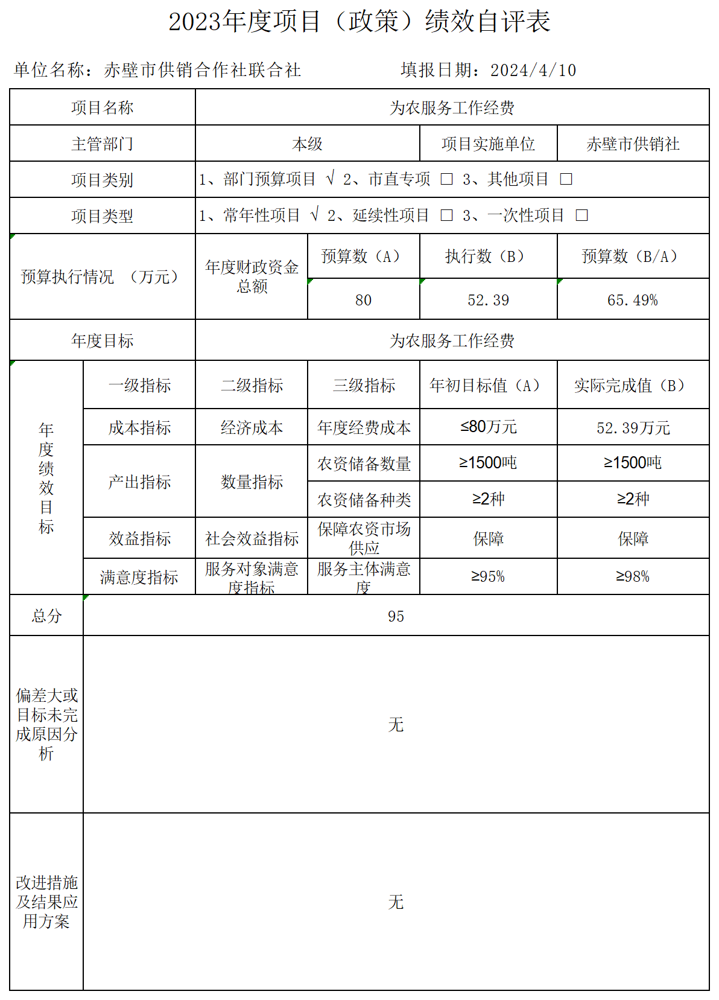 2023年度项目（政策）绩效自评表
单位名称：赤壁市供销合作社联合社 填报日期：2024/4/10
项目名称 为农服务工作经费
主管部门 本级 项目实施单位 赤壁市供销社
项目类别 1、部门预算项目 √ 2、市直专项 □ 3、其他项目 □
项目类型 1、常年性项目 √ 2、延续性项目 □ 3、一次性项目 □
预算执行情况 （万元）
年度财政资金
总额
预算数（A） 执行数（B） 预算数（B/A）
80 52.39 65.49%
年度目标 为农服务工作经费
年
度
绩
效
目
标
一级指标 二级指标 三级指标 年初目标值（A） 实际完成值（B）
成本指标 经济成本 年度经费成本 ≤80万元 52.39万元
产出指标 数量指标
农资储备数量 ≥1500吨 ≥1500吨
农资储备种类 ≥2种 ≥2种
效益指标 社会效益指标
保障农资市场
供应
保障 保障
满意度指标
服务对象满意
度指标
服务主体满意
度
≥95% ≥98%
总分 95
偏差大或
目标未完
成原因分
析
无
改进措施
及结果应
用方案
无